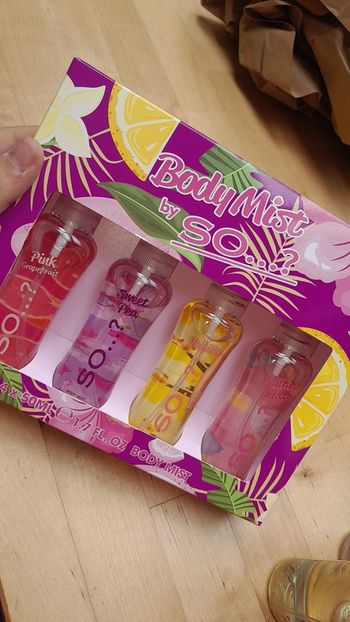 Body Mist
by
SO...?
Pink
Grapefruit
SO...?
Sweet
Pea
SO...?
SO...?
SO...?
4 x 50ML e 1.7 FL. OZ BODY MIST